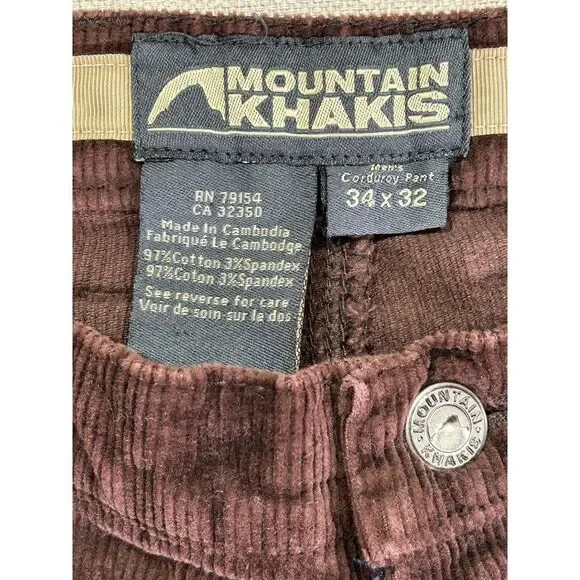 MOUNTAIN
KHAKIS
RN 79154
CA 32350
Made In Cambodia
Fabriqué Le Cambodge
97%Cotton 3%Spandex
97%Coton 3%Spandex
See reverse for care
Voir de soin sur le dos
Men's
Corduroy Pant
34 x 32
MOUNTAIN
KHAKIS